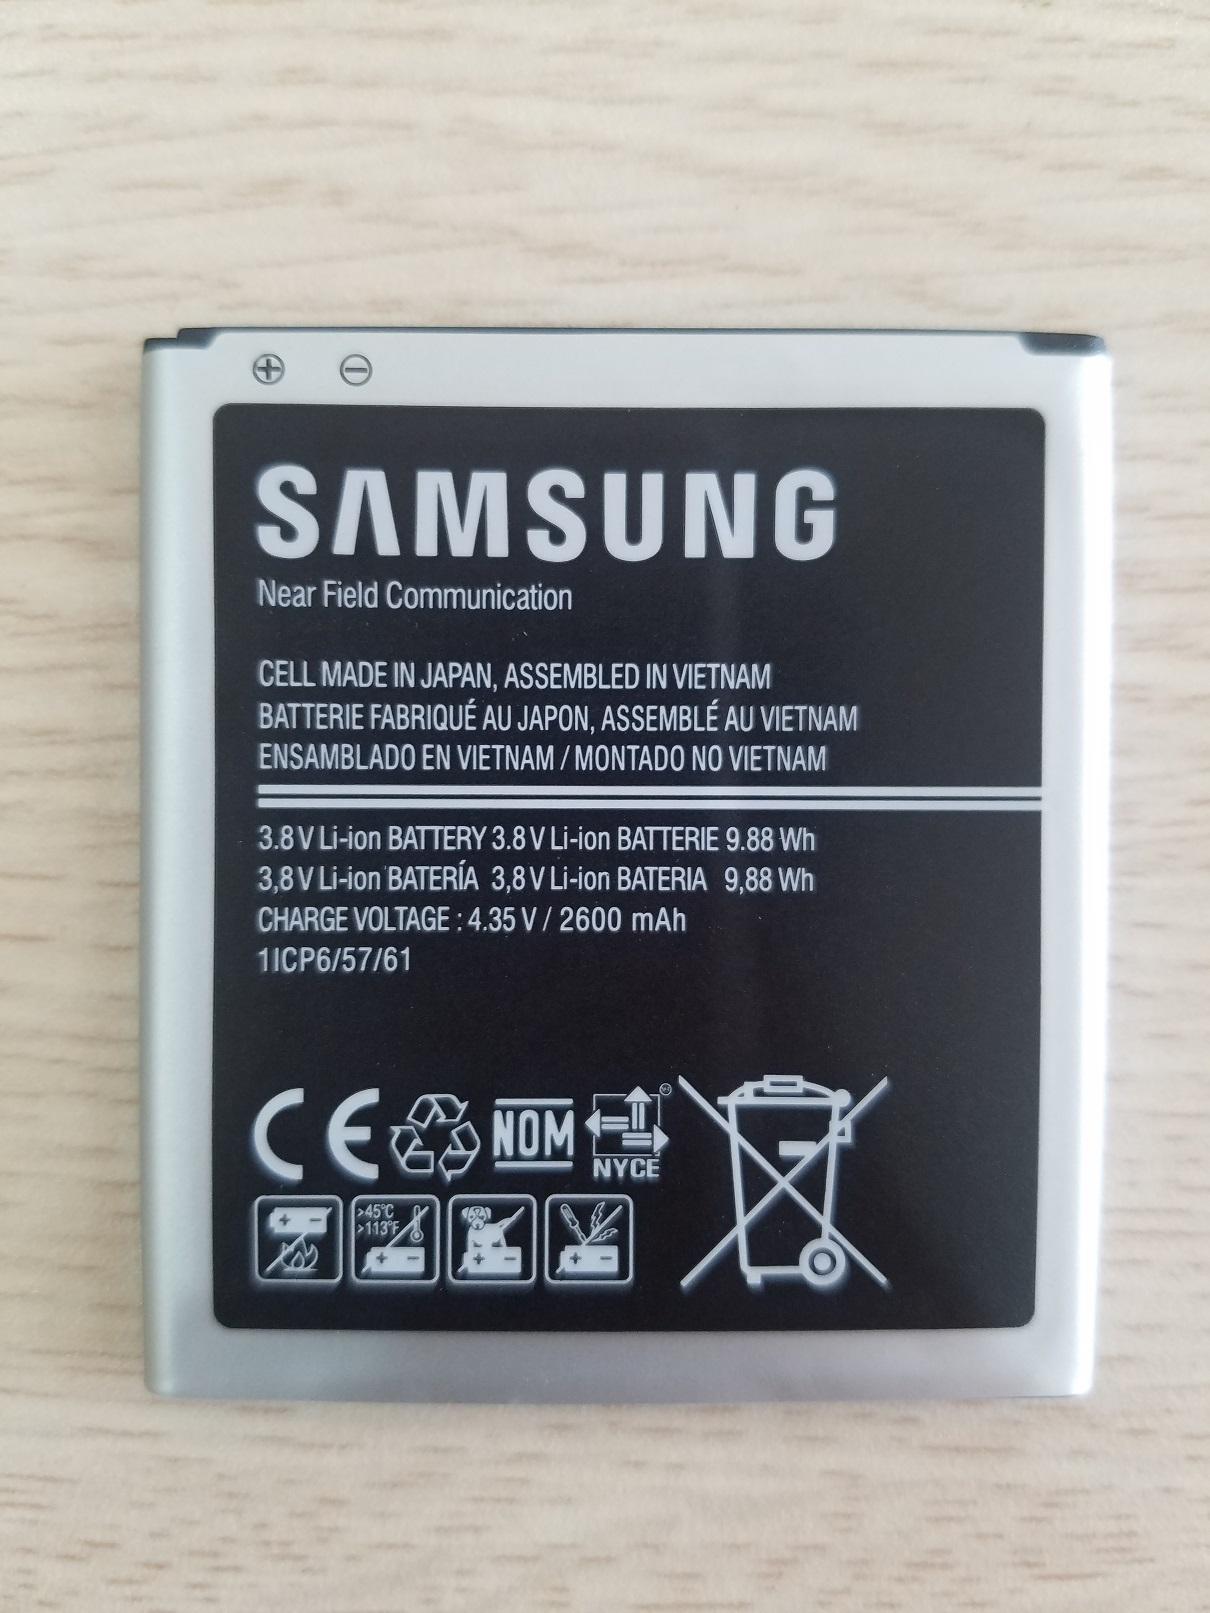 SAMSUNG
Near Field Communication
CELL MADE IN JAPAN, ASSEMBLED IN VIETNAM
BATTERIE FABRIQUÉ AU JAPON, ASSEMBLÉ AU VIETNAM
ENSAMBLADO EN VIETNAM / MONTADO NO VIETNAM
3.8 V Li-ion BATTERY 3.8 V Li-ion BATTERIE 9.88 Wh
3,8 V Li-ion BATERÍA 3,8 V Li-ion BATERIA 9,88 Wh
CHARGE VOLTAGE : 4.35 V / 2600 mAh
1ICP6/57/61
CE NOM
NYCE
>45°C
>113°F